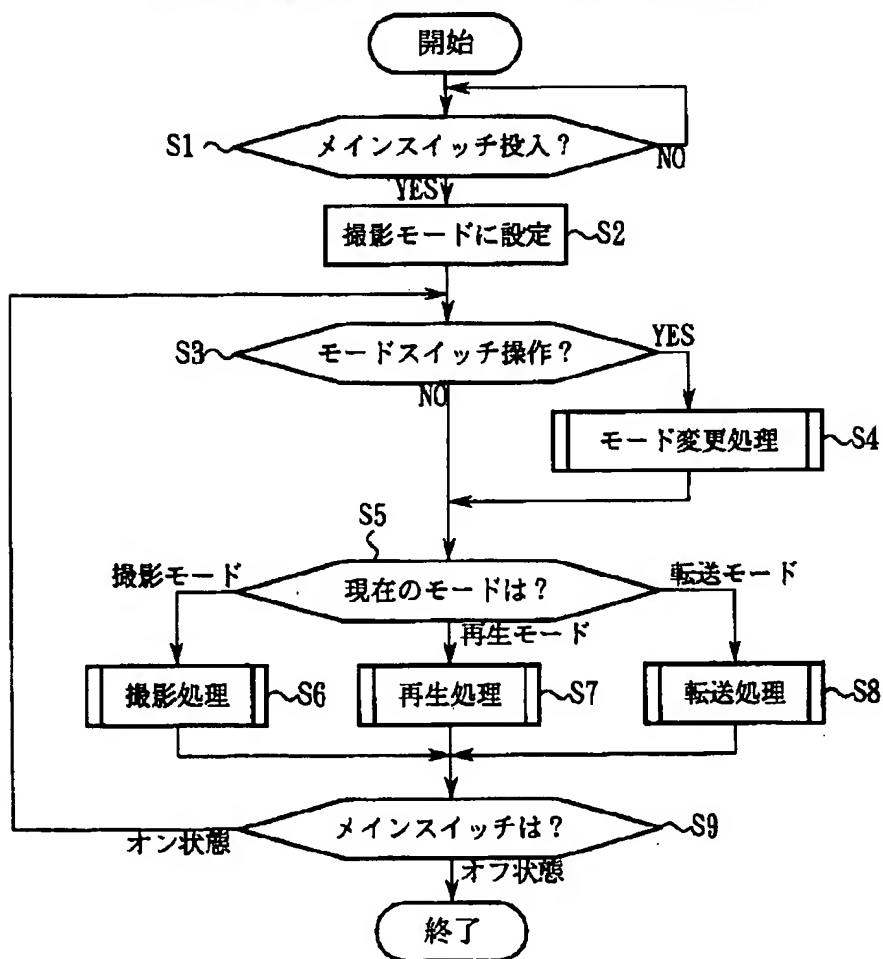 開始
S1
メインスイッチ投入?
NO
YES
撮影モードに設定
S2
S3
モードスイッチ操作?
YES
NO
モード変更処理
S4
S5
撮影モード
現在のモードは?
転送モード
再生モード
撮影処理
S6
再生処理
S7
転送処理
S8
メインスイッチは?
S9
オン状態
オフ状態
終了